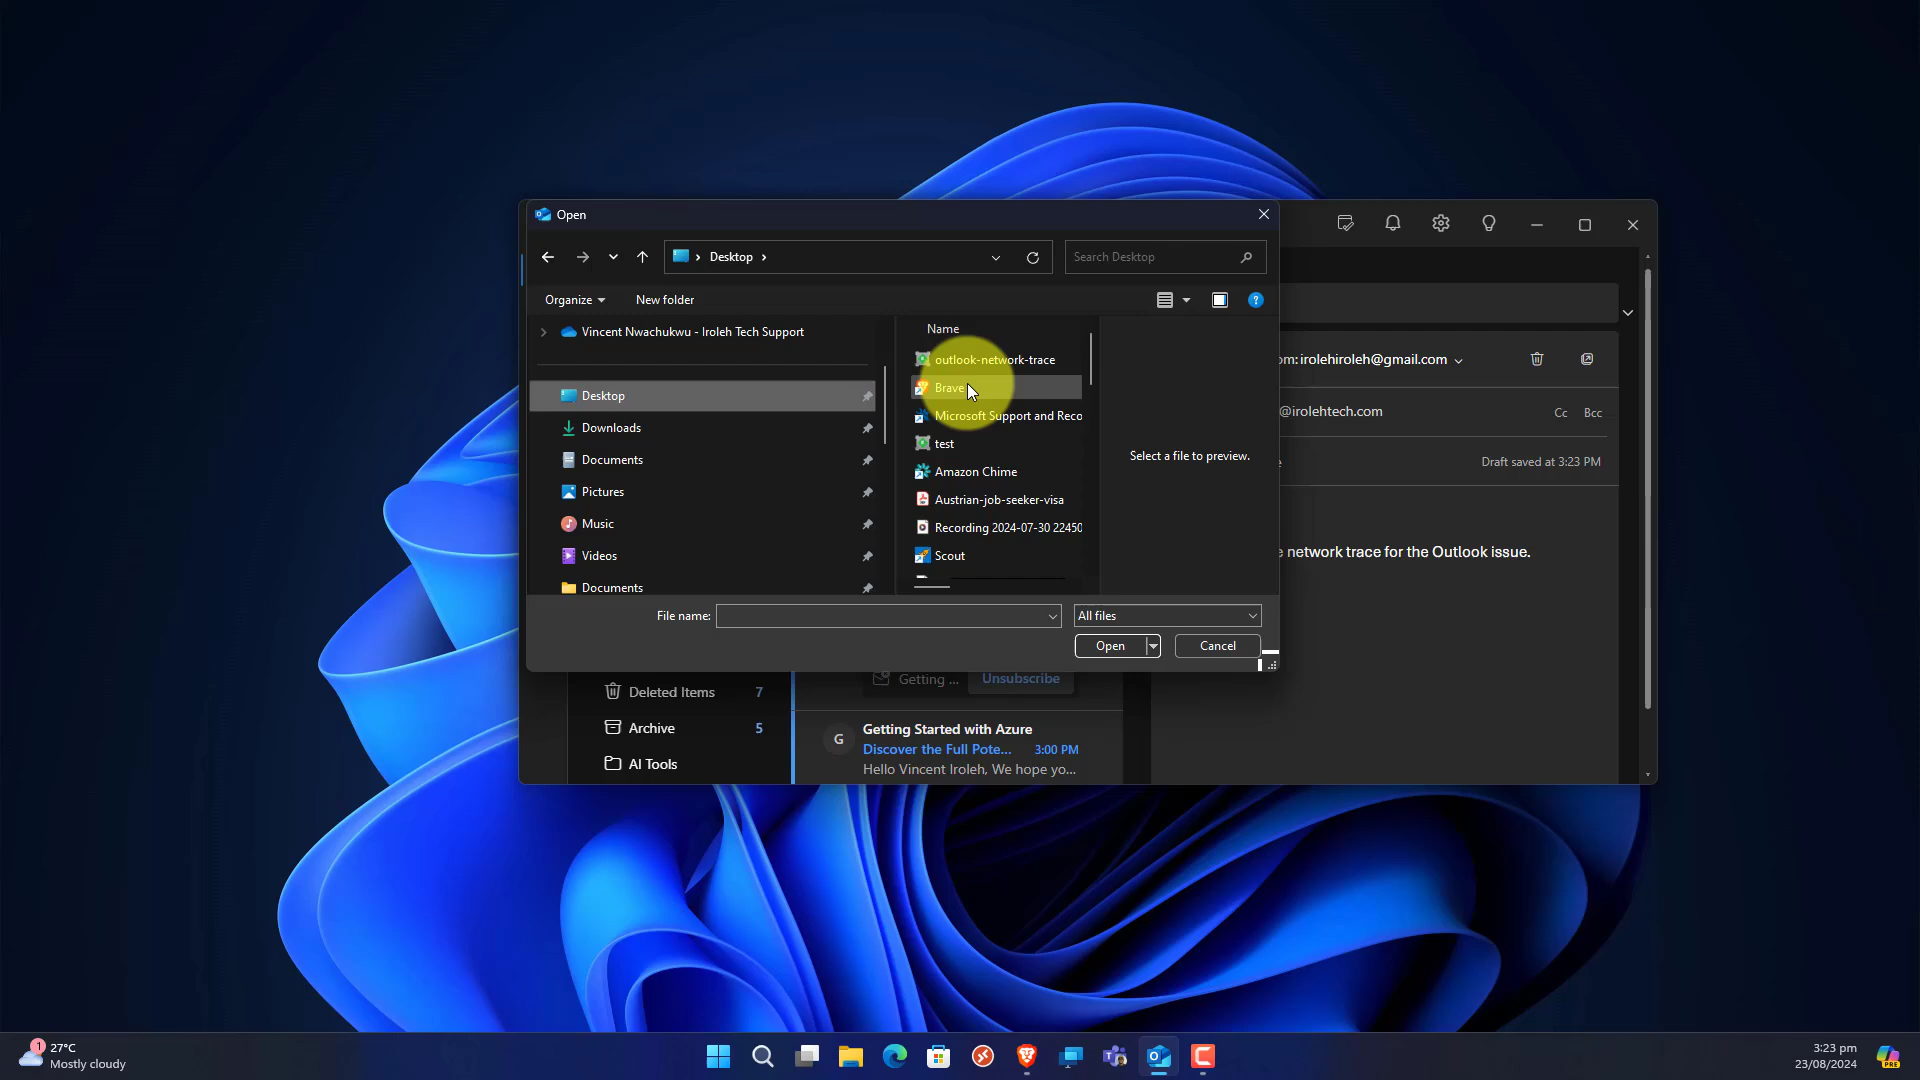 Open
Desktop
Search Desktop
Organize
New folder
Vincent Nwachukwu - Iroleh Tech Support
Desktop
Downloads
Documents
Pictures
Music
Videos
Documents
Name
outlook-network-trace
Brave
Microsoft Support and Reco
test
Amazon Chime
Austrian-job-seeker-visa
Recording 2024-07-30 22450
Scout
Select a file to preview.
File name:
All files
Open
Cancel
om: irolehiroleh@gmail.com
@irolehtech.com
Cc Bcc
e
Draft saved at 3:23 PM
e network trace for the Outlook issue.
Deleted Items 7
Archive 5
AI Tools
Getting ...
Unsubscribe
G
Getting Started with Azure
Discover the Full Pote... 3:00 PM
Hello Vincent Iroleh, We hope yo...
1
27°C
Mostly cloudy
3:23 pm
23/08/2024
PRE